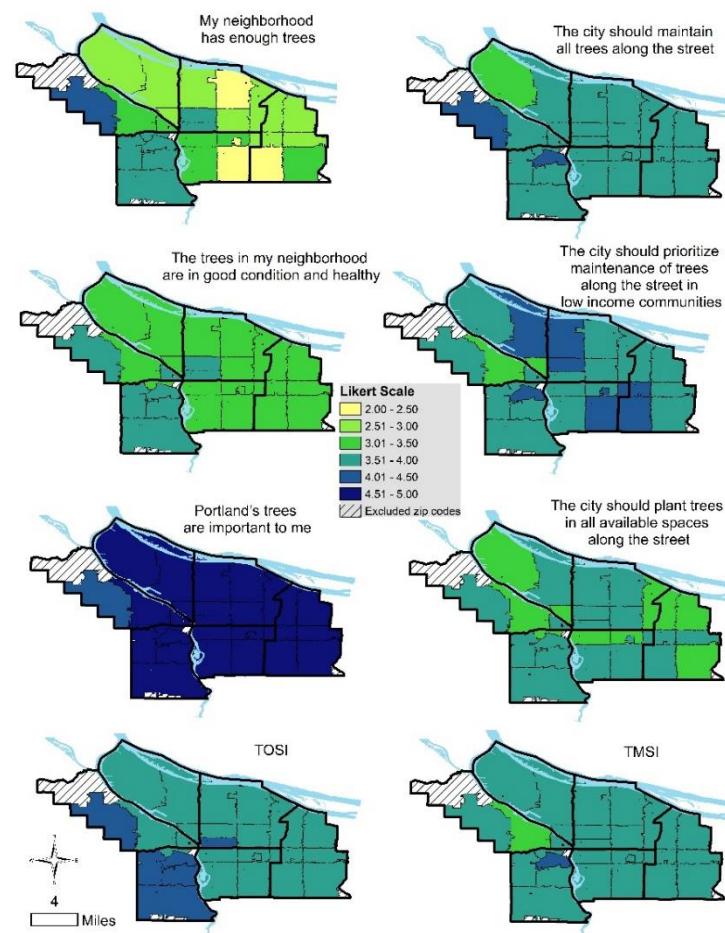 My neighborhood
has enough trees
The city should maintain
all trees along the street
The trees in my neighborhood
are in good condition and healthy
The city should prioritize
maintenance of trees
along the street in
low income communities
Likert Scale
2.00 - 2.50
2.51 - 3.00
3.01 - 3.50
3.51 - 4.00
4.01 - 4.50
4.51 - 5.00
Excluded zip codes
Portland's trees
are important to me
The city should plant trees
in all available spaces
along the street
TOSI
TMSI
4
Miles